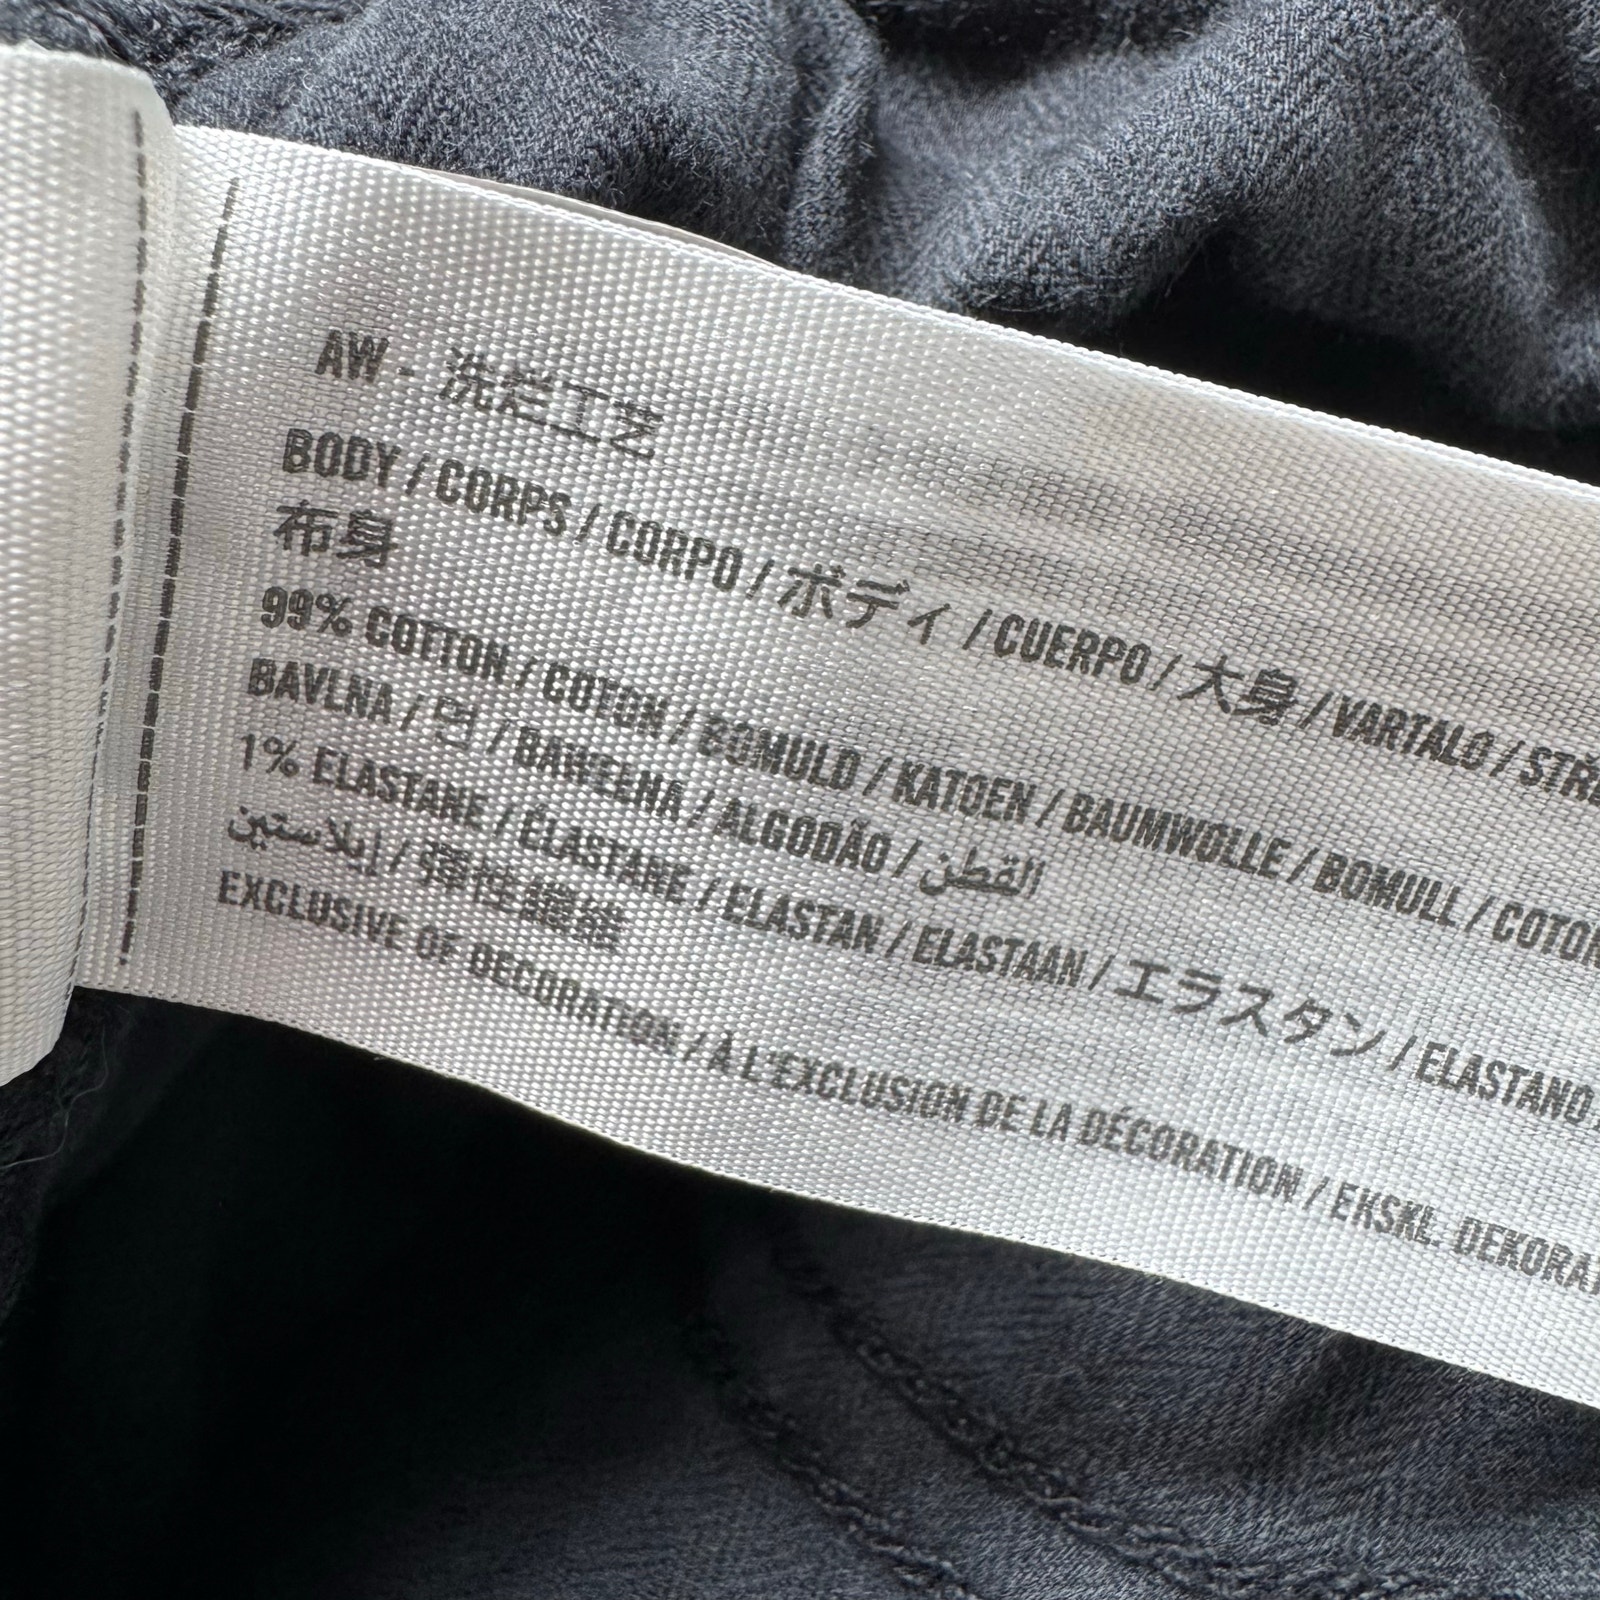 AW - 洗烂工艺
BODY / CORPS / CORPO / ボディ / CUERPO / 大身 / VARTALO /
布身
99% COTTON / COTON / BOMULD / KATOEN / BAUMWOLLE / BOMULL / COTON
BAVLNA / 면 / BAWEŁNA / ALGODÃO / القطن
1% ELASTANE / ÉLASTANE / ELASTAN / ELASTAAN / エラスタン / ELASTANO
إيلاستين / 彈性纖維
EXCLUSIVE OF DECORATION / À L'EXCLUSION DE LA DÉCORATION / EKSKL. DEKORAT